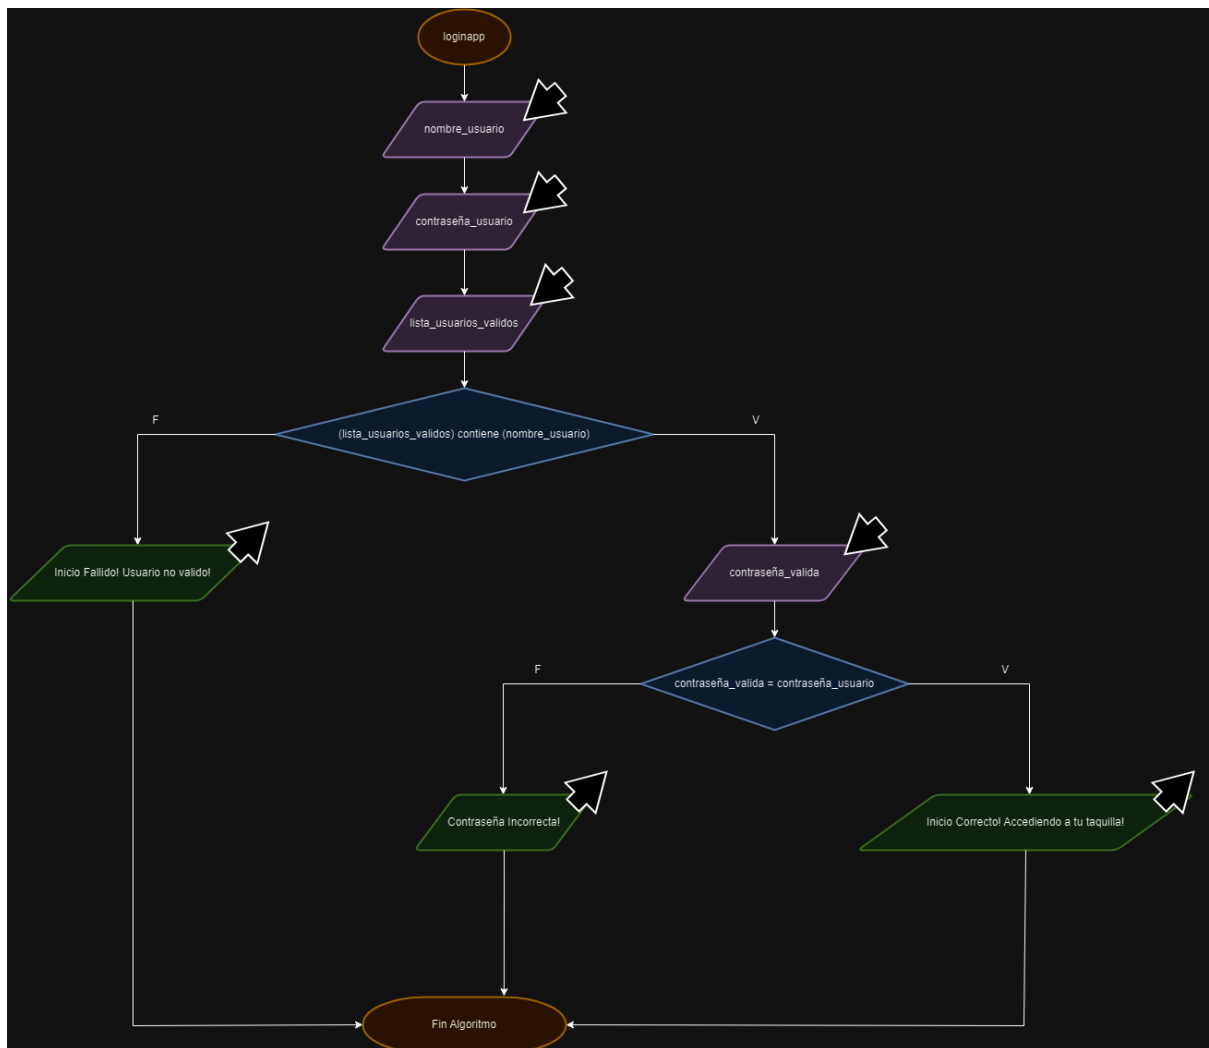 loginapp
nombre_usuario
contraseña_usuario
lista_usuarios_validos
(lista_usuarios_validos) contiene (nombre_usuario)
F
V
Inicio Fallido! Usuario no valido!
contraseña_valida
contraseña_valida = contraseña_usuario
F
V
Contraseña Incorrecta!
Inicio Correcto! Accediendo a tu taquilla!
Fin Algoritmo